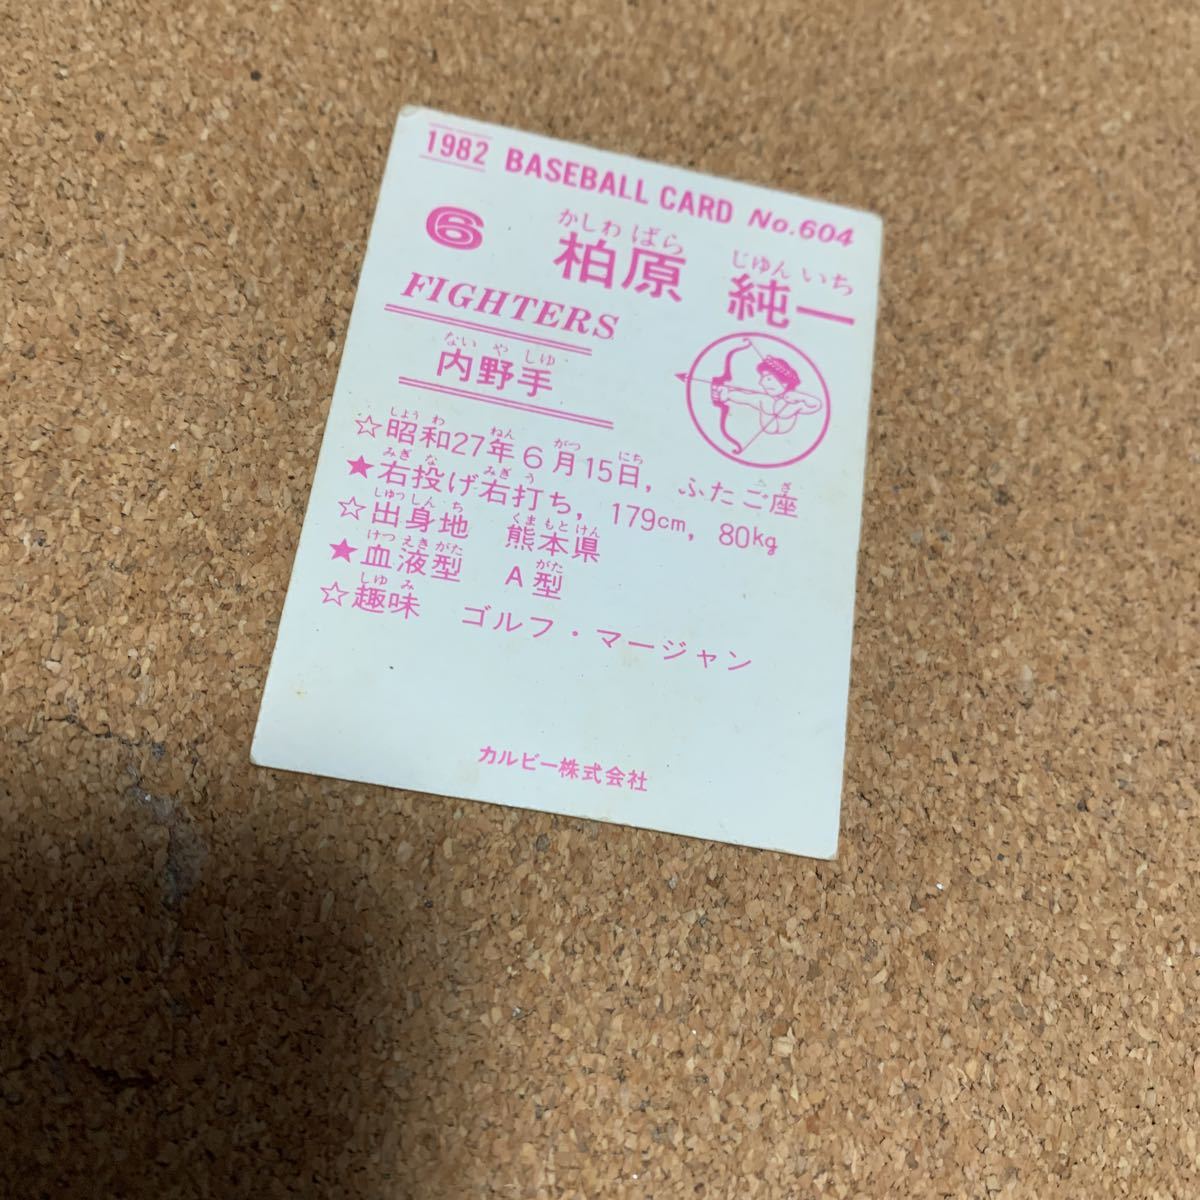 1982 BASEBALL CARD No.604
かしわ ばら じゅん いち
6 柏原 純一
FIGHTERS
ない や しゅ
内野手
しょう わ ねん がつ にち ざ
☆昭和27年6月15日, ふたご座
みぎ な みぎ う
★右投げ右打ち, 179cm, 80kg
しゅっ しん ち くま もと けん
☆出身地 熊本県
けつ えき がた がた
★血液型 A型
しゅ み
☆趣味 ゴルフ・マージャン
カルビー株式会社